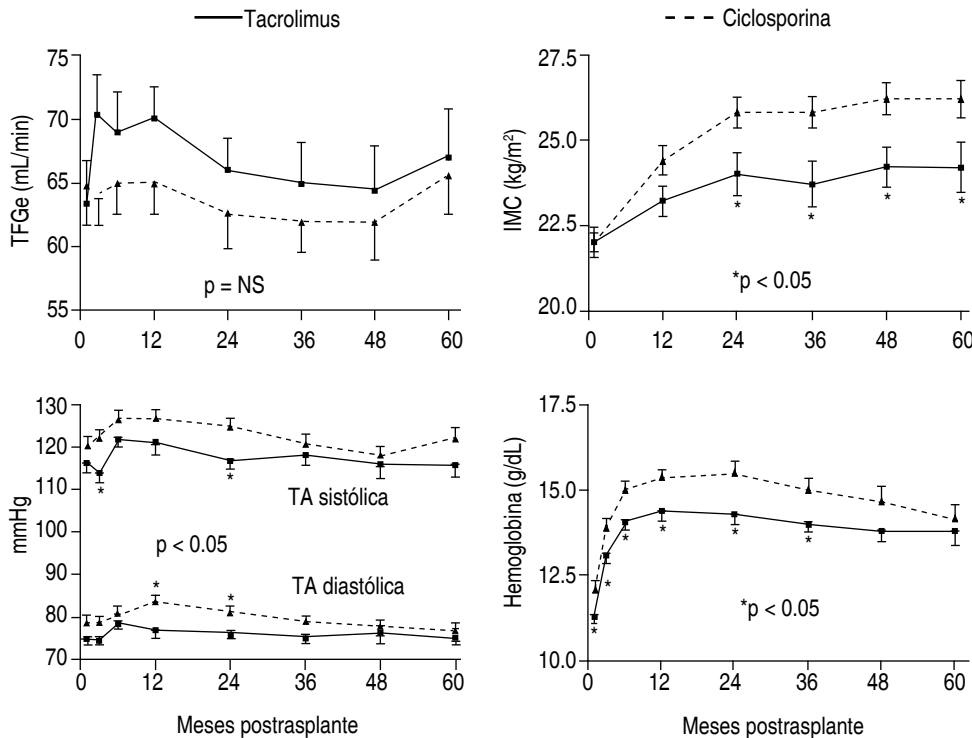 Tacrolimus
Ciclosporina
TFGe (mL/min)
75
70
65
60
55
p = NS
0 12 24 36 48 60
IMC (kg/m²)
27.5
25.0
22.5
20.0
* * * *
*p < 0.05
0 12 24 36 48 60
mmHg
130
120
110
100
90
80
70
* *
TA sistólica
p < 0.05
TA diastólica
* *
0 12 24 36 48 60
Meses postrasplante
Hemoglobina (g/dL)
17.5
15.0
12.5
10.0
* * * * * *
*p < 0.05
0 12 24 36 48 60
Meses postrasplante